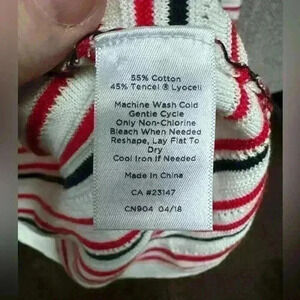 55% Cotton
45% Tencel ® Lyocell
Machine Wash Cold
Gentle Cycle
Only Non-Chlorine
Bleach When Needed
Reshape, Lay Flat To
Dry
Cool Iron If Needed
Made In China
CA #23147
CN904 04/18